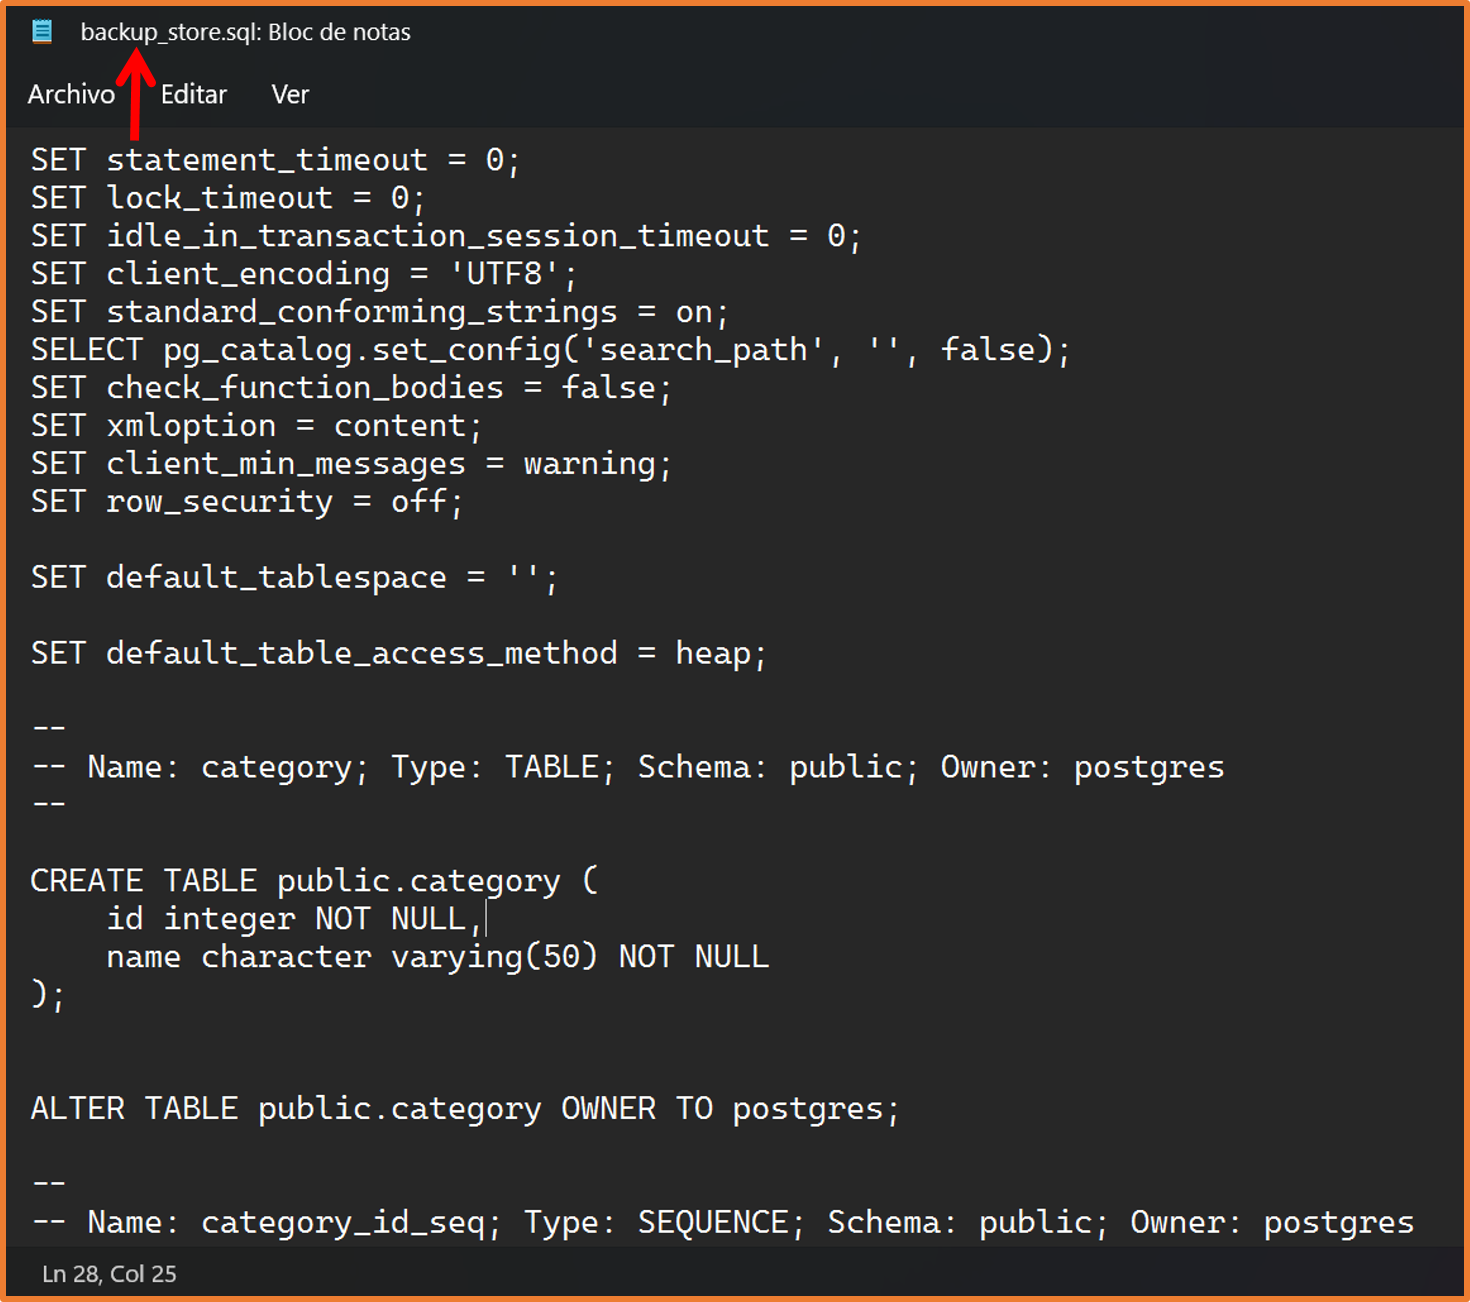 backup_store.sql: Bloc de notas
Archivo Editar Ver
SET statement_timeout = 0;
SET lock_timeout = 0;
SET idle_in_transaction_session_timeout = 0;
SET client_encoding = 'UTF8';
SET standard_conforming_strings = on;
SELECT pg_catalog.set_config('search_path', '', false);
SET check_function_bodies = false;
SET xmloption = content;
SET client_min_messages = warning;
SET row_security = off;
SET default_tablespace = '';
SET default_table_access_method = heap;
--
-- Name: category; Type: TABLE; Schema: public; Owner: postgres
--
CREATE TABLE public.category (
    id integer NOT NULL,
    name character varying(50) NOT NULL
);
ALTER TABLE public.category OWNER TO postgres;
--
-- Name: category_id_seq; Type: SEQUENCE; Schema: public; Owner: postgres
Ln 28, Col 25